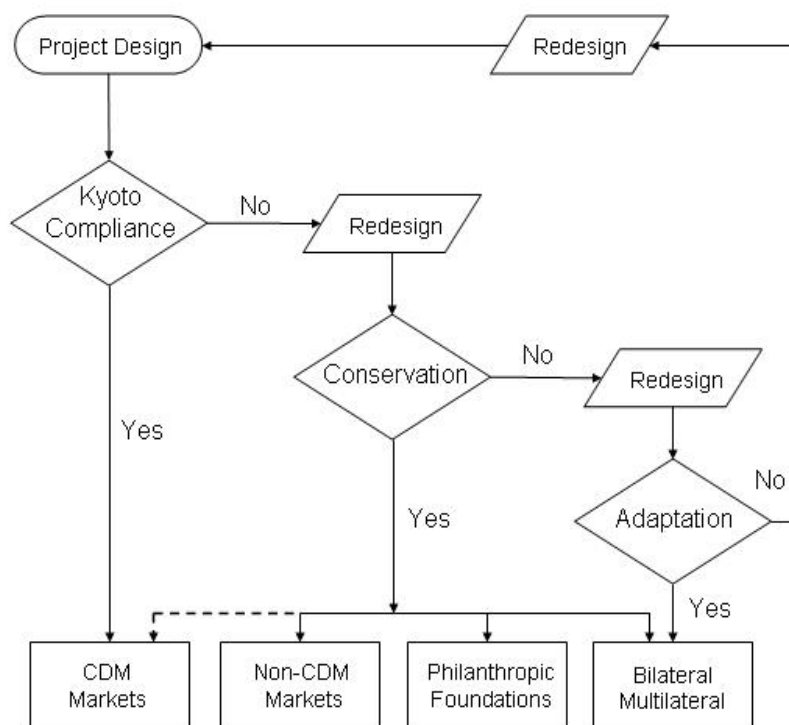 Project Design
Redesign
Kyoto
Compliance
No
Redesign
Conservation
No
Redesign
Yes
Adaptation
No
Yes
Yes
CDM
Markets
Non-CDM
Markets
Philanthropic
Foundations
Bilateral
Multilateral